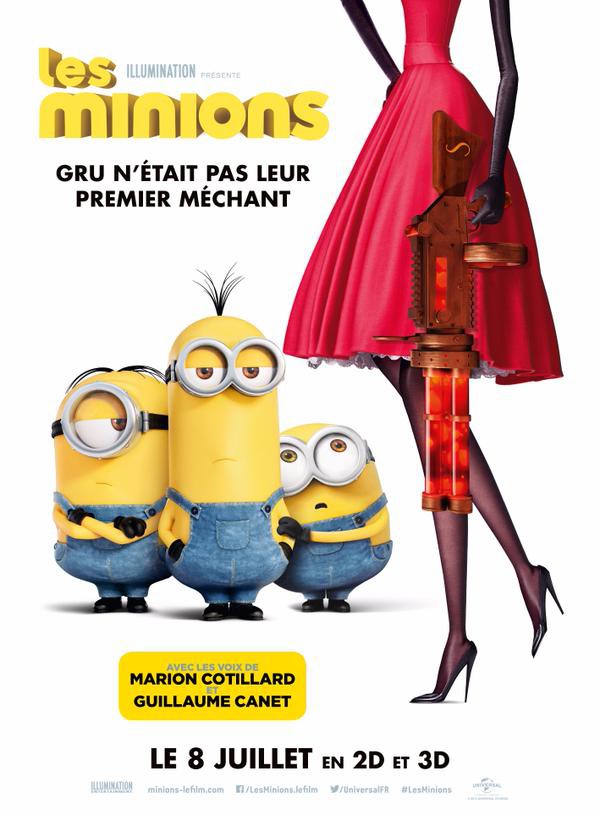 les ILLUMINATION PRÉSENTE
minions
GRU N'ÉTAIT PAS LEUR
PREMIER MÉCHANT
S
AVEC LES VOIX DE
MARION COTILLARD
ET
GUILLAUME CANET
LE 8 JUILLET EN 2D ET 3D
ILLUMINATION
ENTERTAINMENT
minions-lefilm.com
/LesMinions.lefilm
/UniversalFR
#LesMinions
UNIVERSAL